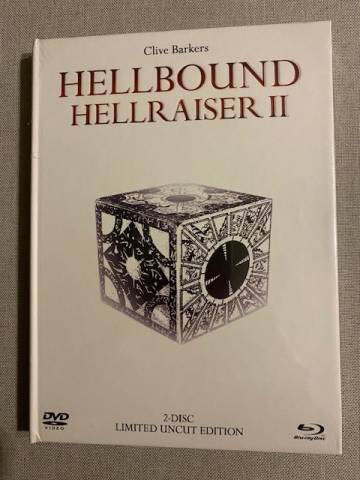 Clive Barkers
HELLBOUND
HELLRAISER II
2-DISC
LIMITED UNCUT EDITION
DVD
VIDEO
Blu-ray Disc